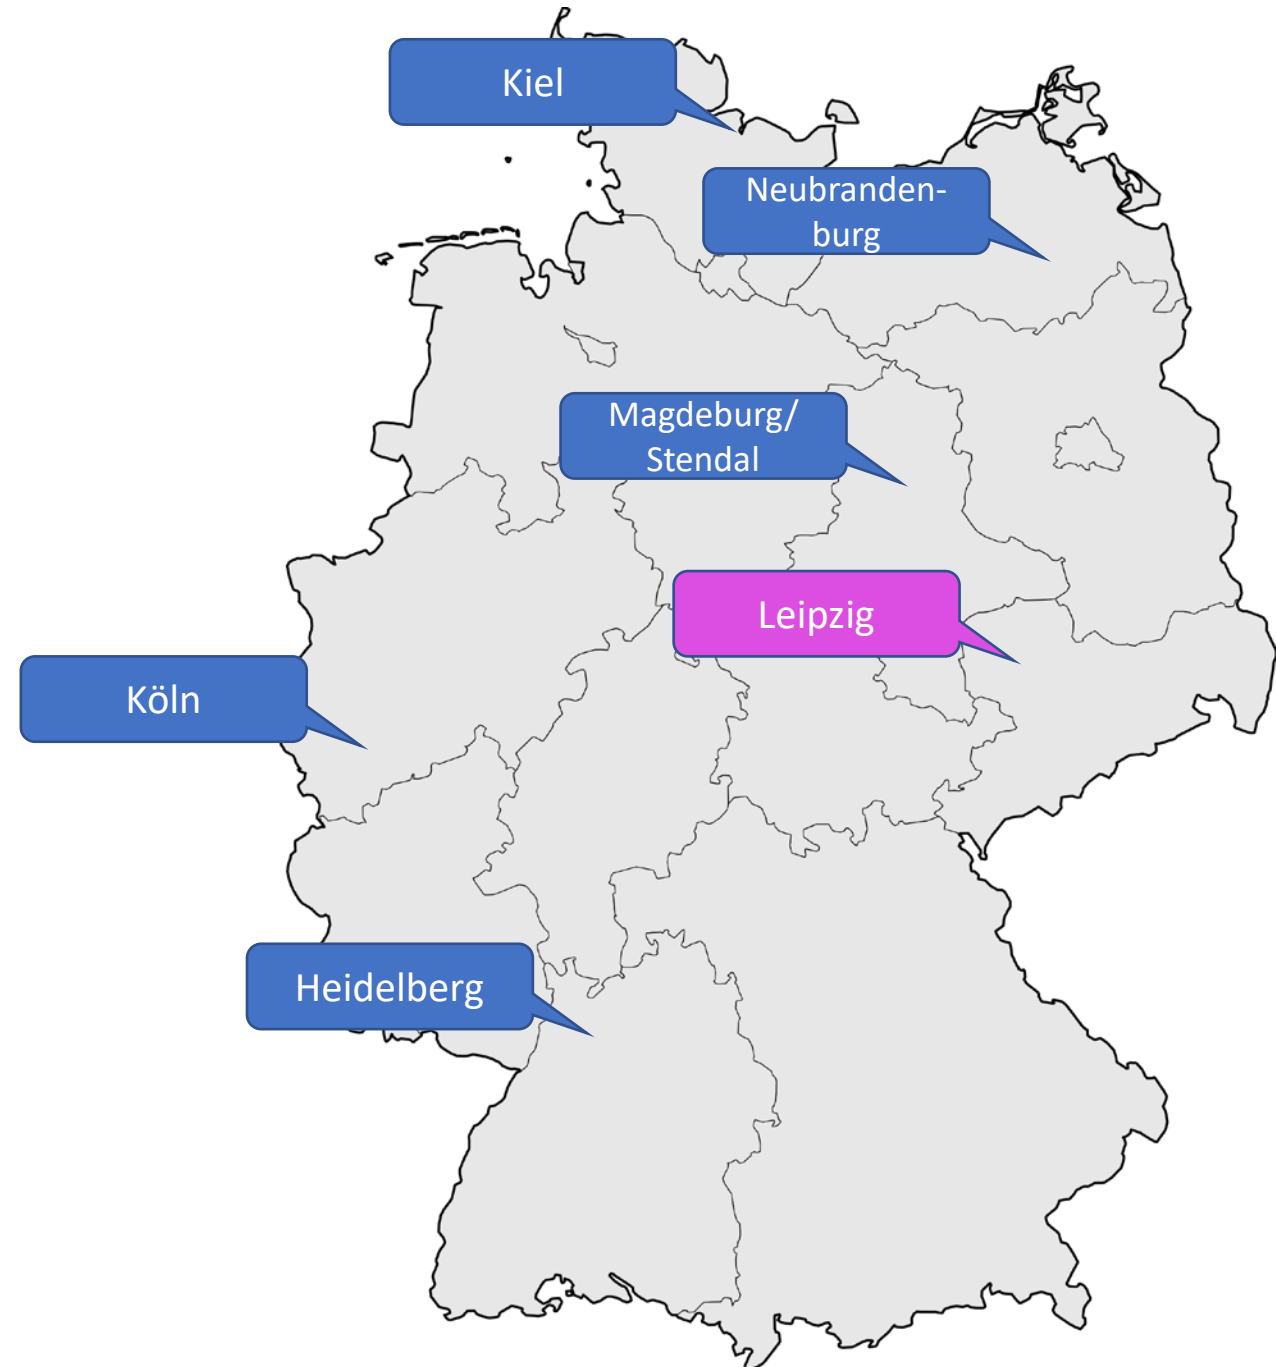 Kiel
Neubranden-
burg
Magdeburg/
Stendal
Leipzig
Köln
Heidelberg